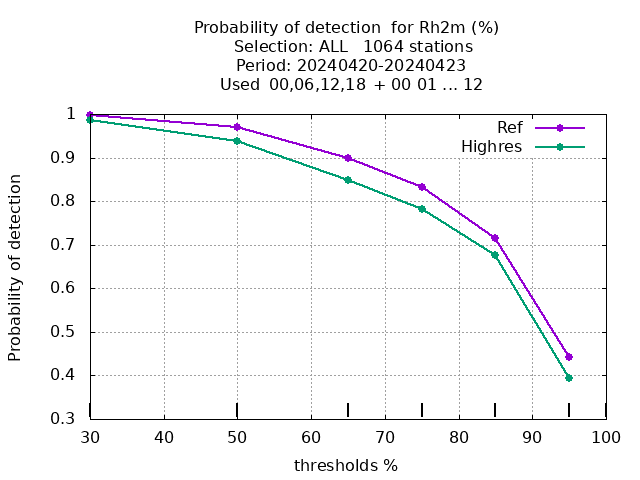 Probability of detection  for Rh2m (%)
Selection: ALL   1064 stations
Period: 20240420-20240423
Used 00,06,12,18 + 00 01 ... 12
Ref
Highres
Probability of detection
1
0.9
0.8
0.7
0.6
0.5
0.4
0.3
30 40 50 60 70 80 90 100
thresholds %